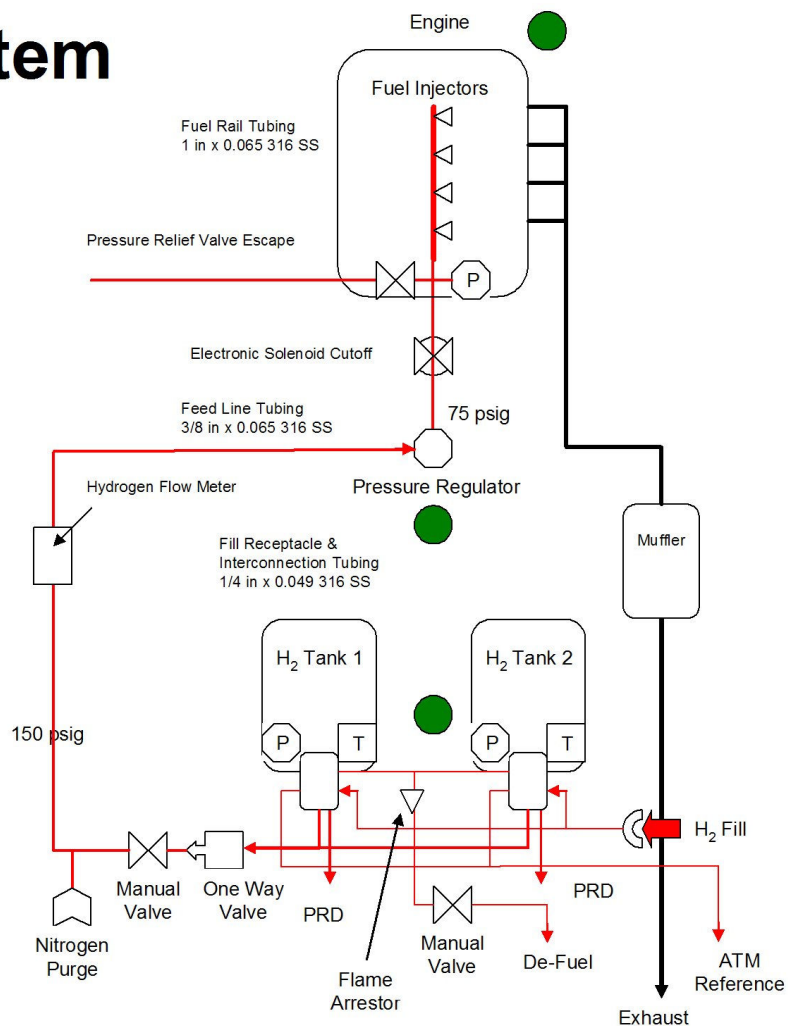 tem
Engine
Fuel Injectors
Fuel Rail Tubing
1 in x 0.065 316 SS
Pressure Relief Valve Escape
P
Electronic Solenoid Cutoff
75 psig
Feed Line Tubing
3/8 in x 0.065 316 SS
Hydrogen Flow Meter
Pressure Regulator
Fill Receptacle &
Interconnection Tubing
1/4 in x 0.049 316 SS
Muffler
H₂ Tank 1
H₂ Tank 2
150 psig
P
T
P
T
H₂ Fill
Manual
Valve
One Way
Valve
PRD
PRD
Nitrogen
Purge
Flame
Arrestor
Manual
Valve
De-Fuel
ATM
Reference
Exhaust